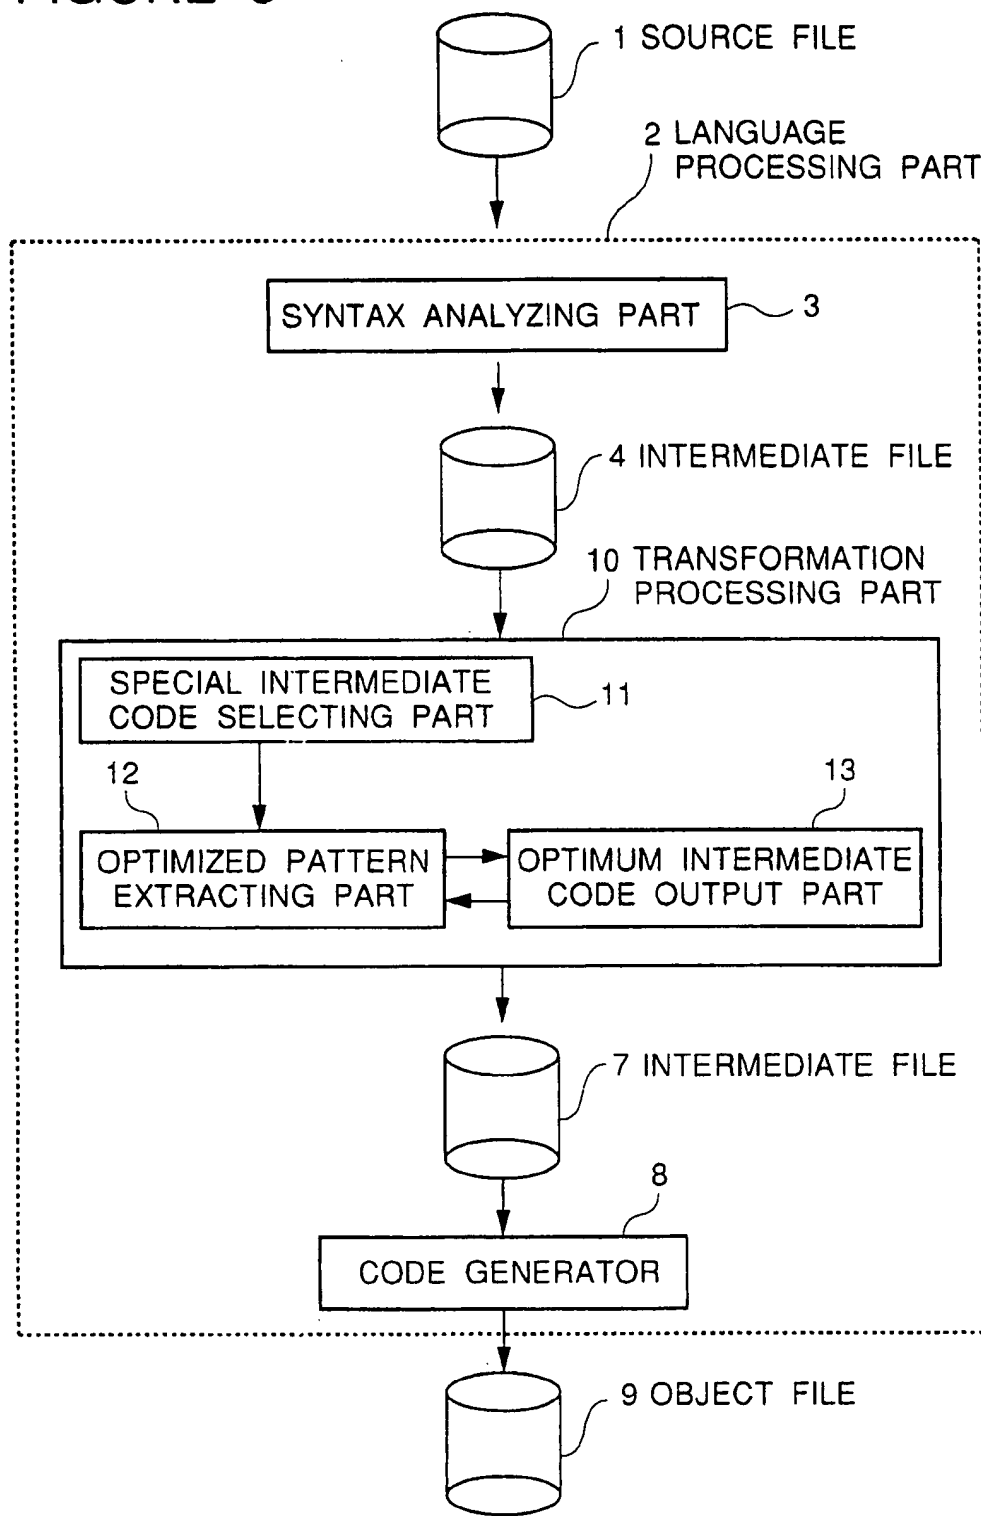 1 SOURCE FILE
2 LANGUAGE
PROCESSING PART
SYNTAX ANALYZING PART
3
4 INTERMEDIATE FILE
10 TRANSFORMATION
PROCESSING PART
SPECIAL INTERMEDIATE
CODE SELECTING PART
11
12
13
OPTIMIZED PATTERN
EXTRACTING PART
OPTIMUM INTERMEDIATE
CODE OUTPUT PART
7 INTERMEDIATE FILE
8
CODE GENERATOR
9 OBJECT FILE